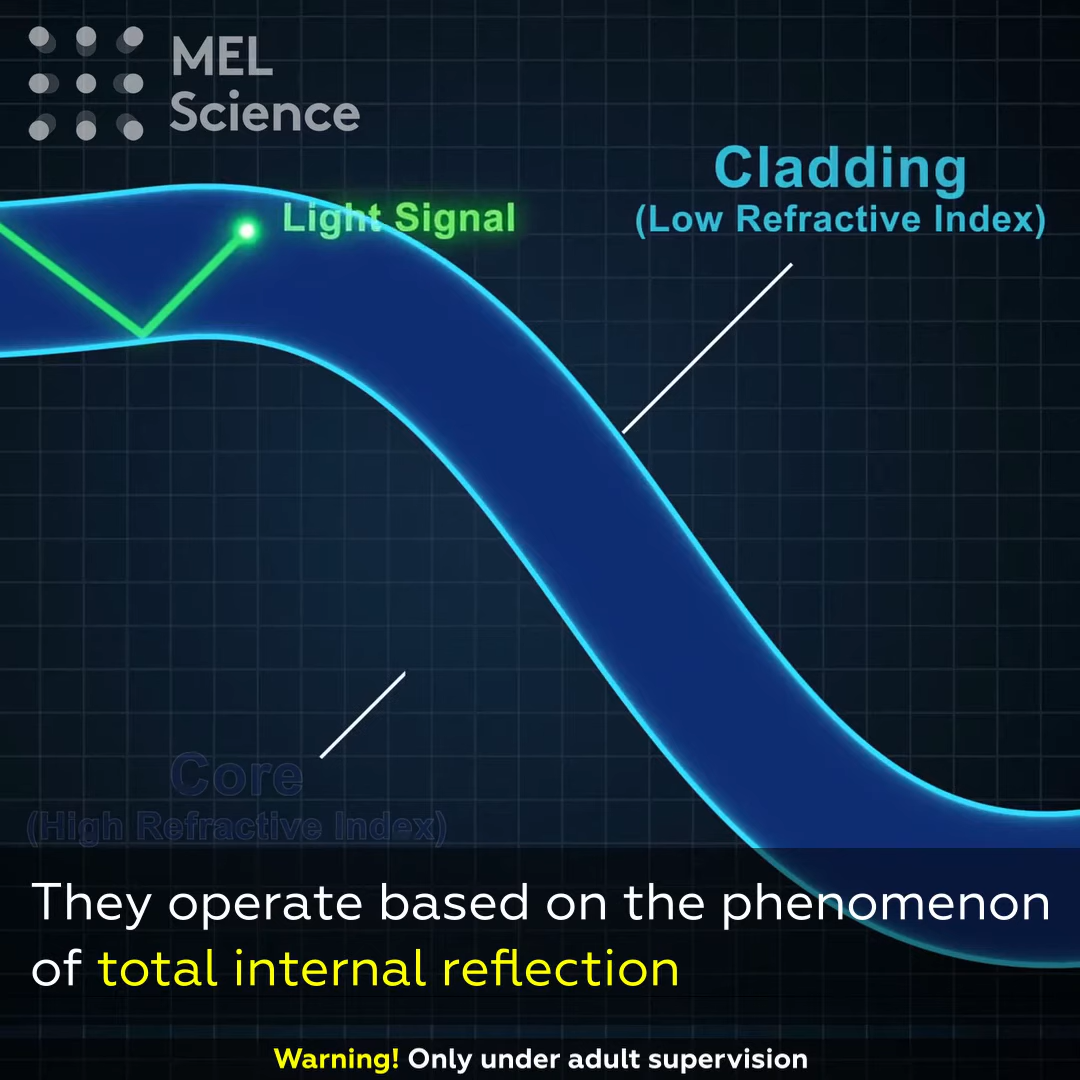 MEL
Science
Cladding
(Low Refractive Index)
Light Signal
Core
(High Refractive Index)
They operate based on the phenomenon
of total internal reflection
Warning! Only under adult supervision